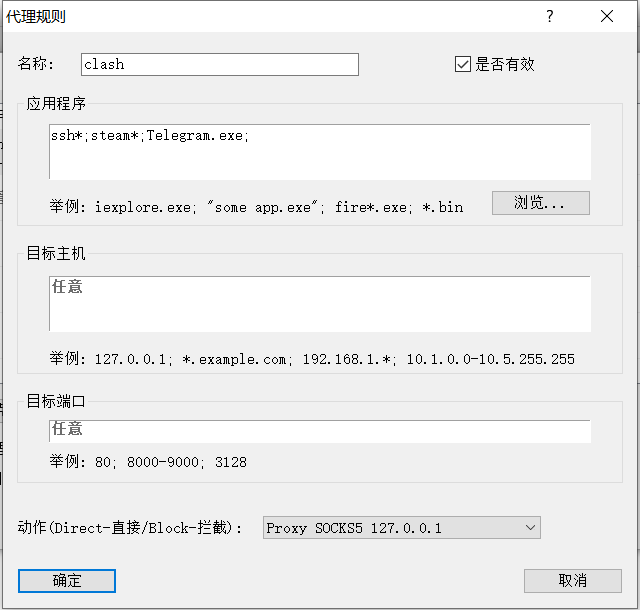 代理规则
名称:
clash
是否有效
应用程序
ssh*;steam*;Telegram.exe;
举例: iexplore.exe; "some app.exe"; fire*.exe; *.bin
浏览...
目标主机
任意
举例: 127.0.0.1; *.example.com; 192.168.1.*; 10.1.0.0-10.5.255.255
目标端口
任意
举例: 80; 8000-9000; 3128
动作(Direct-直接/Block-拦截):
Proxy SOCKS5 127.0.0.1
确定
取消